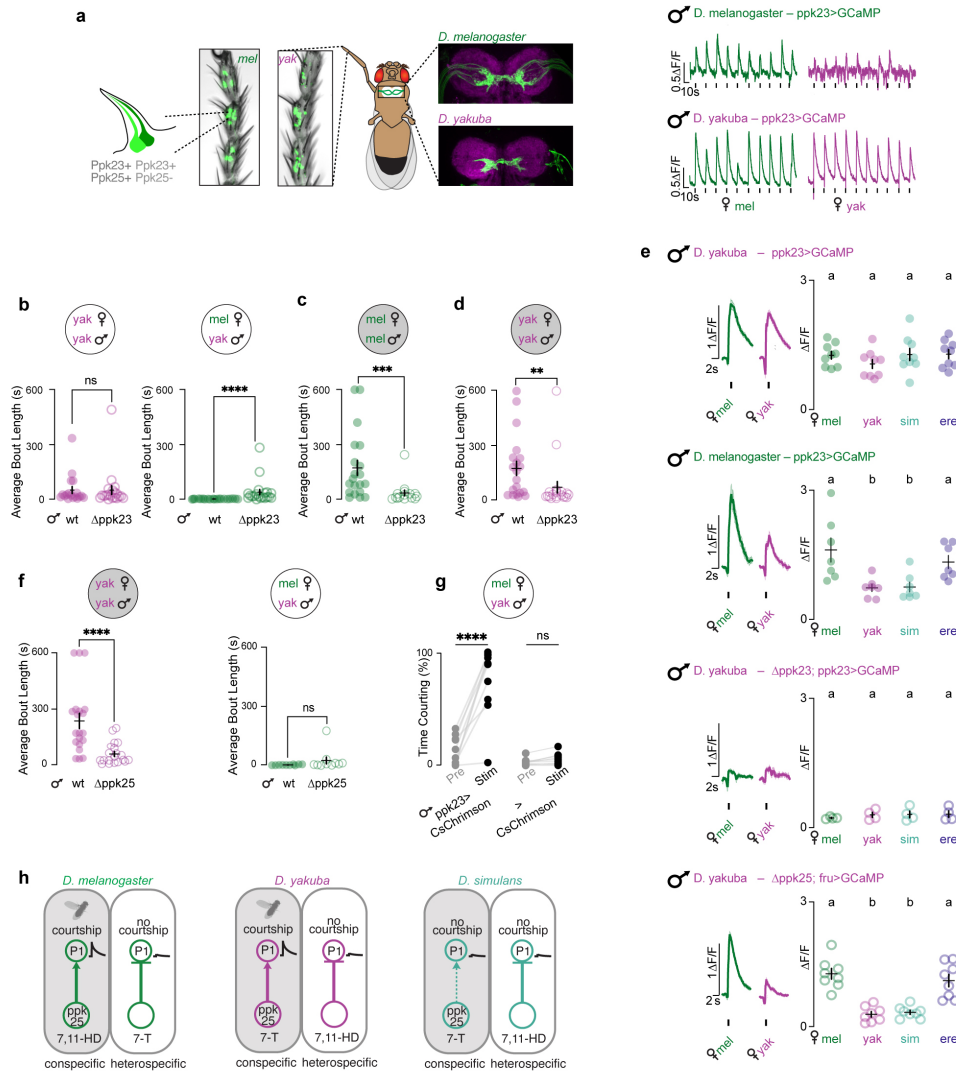 a
mel
yak
D. melanogaster
D. yakuba
Ppk23+ Ppk23+
Ppk25+ Ppk25-
D. melanogaster – ppk23>GCaMP
0.5ΔF/F
10s
D. yakuba – ppk23>GCaMP
0.5ΔF/F
10s
♀ mel
♀ yak
b
yak ♀
yak ♂
Average Bout Length (s)
600
300
0
ns
♂ wt Δppk23
mel ♀
yak ♂
Average Bout Length (s)
600
300
0
****
wt Δppk23
c
mel ♀
mel ♂
Average Bout Length (s)
600
300
0
***
♂ wt Δppk23
d
yak ♀
yak ♂
Average Bout Length (s)
600
300
0
**
♂ wt Δppk23
e
♂ D. yakuba – ppk23>GCaMP
1ΔF/F
2s
♀mel ♀yak
ΔF/F
3
0
a a a a
♀mel yak sim ere
♂ D. melanogaster – ppk23>GCaMP
1ΔF/F
2s
♀mel ♀yak
ΔF/F
3
0
a b b a
♀mel yak sim ere
♂ D. yakuba – Δppk23; ppk23>GCaMP
1ΔF/F
2s
♀mel ♀yak
ΔF/F
3
0
a a a a
♀mel yak sim ere
♂ D. yakuba – Δppk25; fru>GCaMP
1ΔF/F
2s
♀mel ♀yak
ΔF/F
3
0
a b b a
♀mel yak sim ere
f
yak ♀
yak ♂
Average Bout Length (s)
600
300
0
****
♂ wt Δppk25
mel ♀
yak ♂
Average Bout Length (s)
600
300
0
ns
♂ wt Δppk25
g
mel ♀
yak ♂
Time Counting (%)
100
0
****
ns
Pre
Stim
Pre
Stim
♂ ppk23>
CsChrimson
>
CsChrimson
h
D. melanogaster
courtship
P1
ppk
25
7,11-HD
conspecific
no
courtship
P1
7-T
heterospecific
D. yakuba
courtship
P1
ppk
25
7-T
conspecific
no
courtship
P1
7,11-HD
heterospecific
D. simulans
no
courtship
P1
ppk
25
7-T
conspecific
no
courtship
P1
7,11-HD
heterospecific